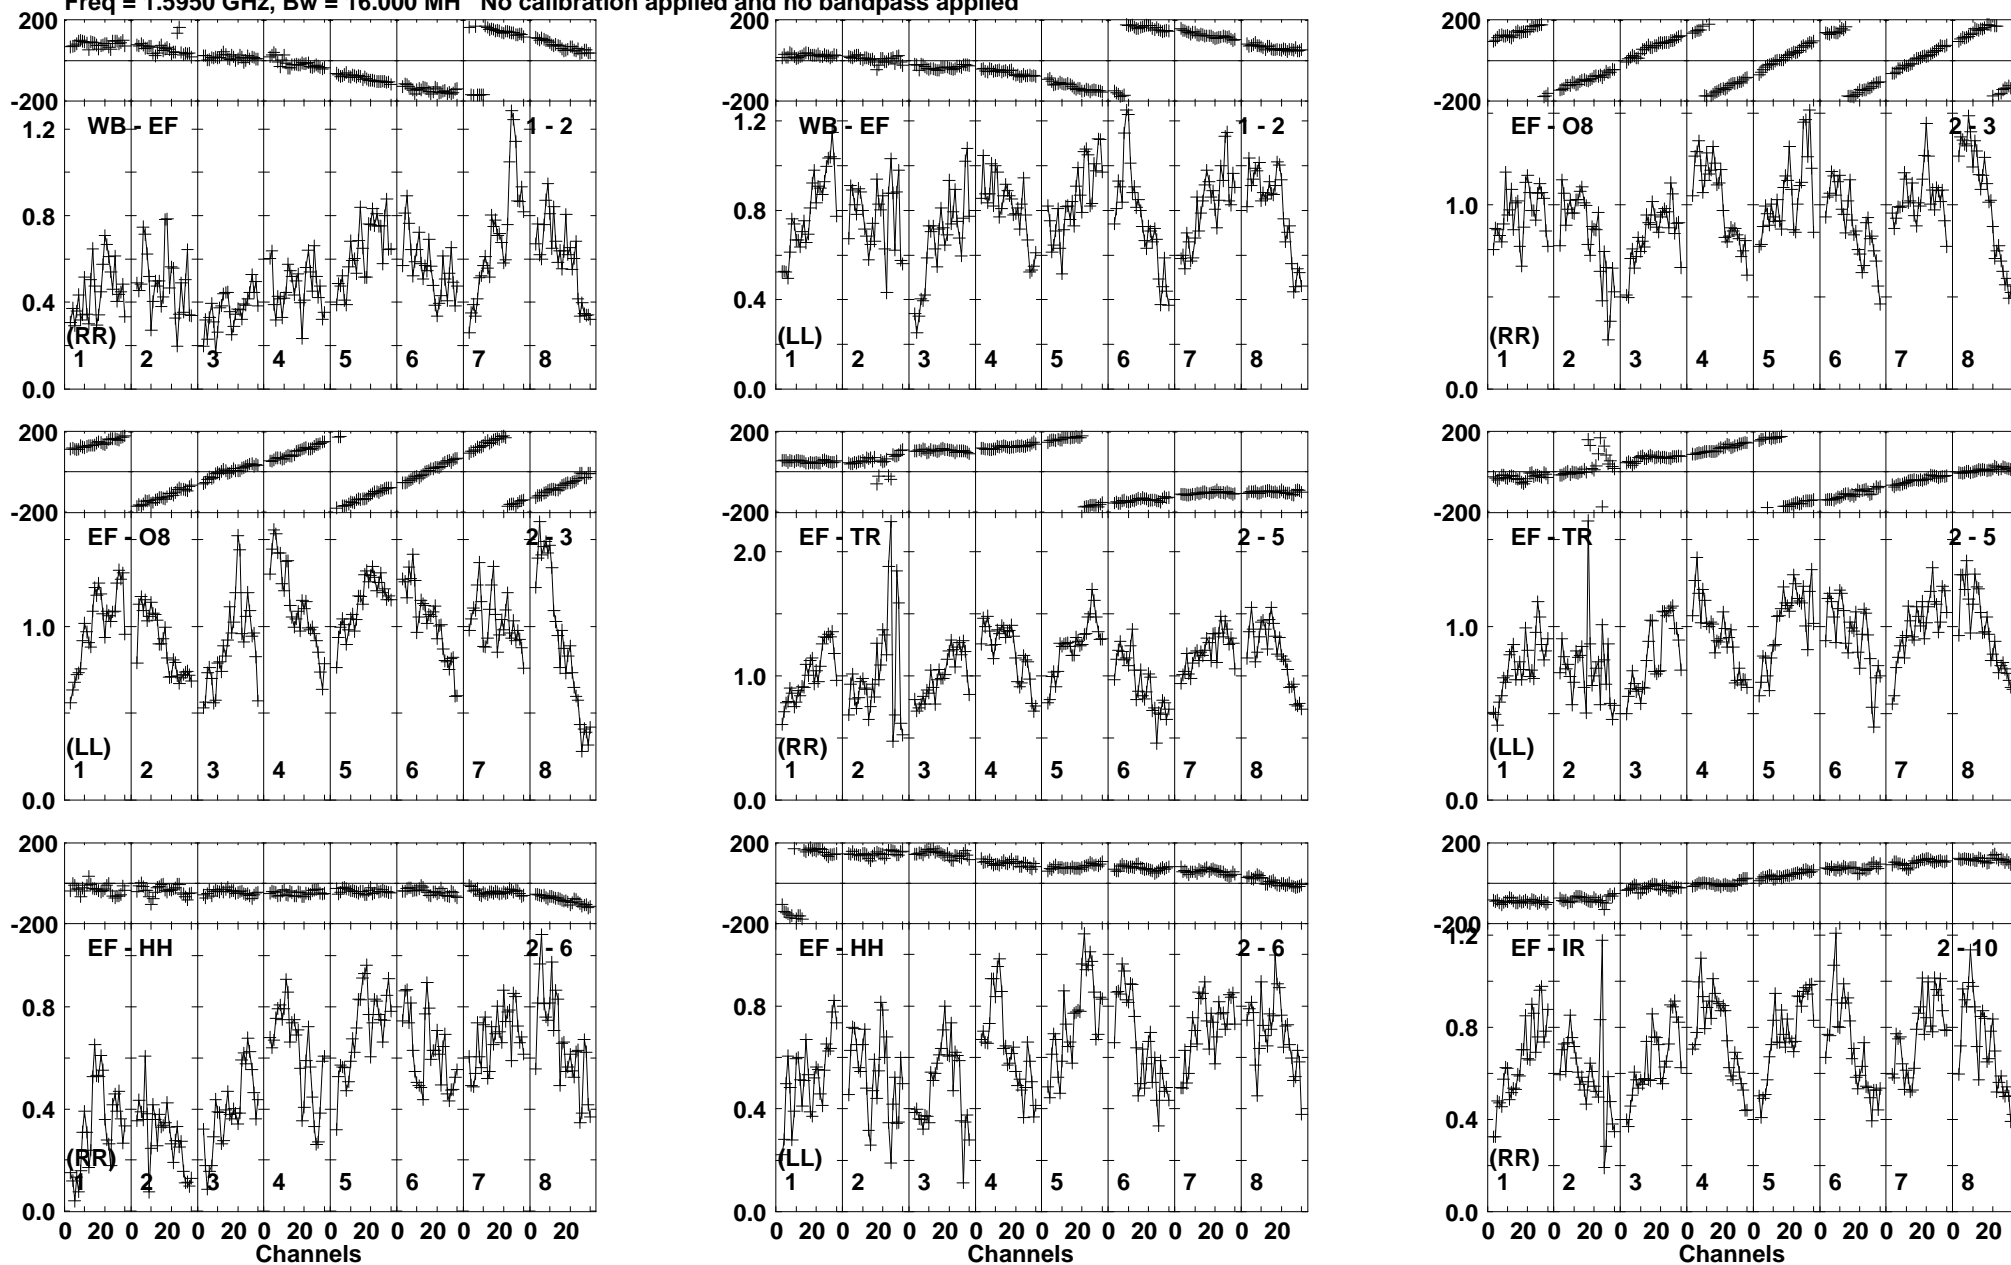 Freq = 1.5950 GHz, Bw = 16.000 MH No calibration applied and no bandpass applied
200 200 200
-200 -200 -200
WB - EF 1 - 2 WB - EF 1 - 2 EF - O8 2 - 3
1.2 1.2
0.8 0.8 1.0
0.4 0.4
(RR) (LL) (RR)
1 2 3 4 5 6 7 8 1 2 3 4 5 6 7 8 1 2 3 4 5 6 7 8
0.0 0.0 0.0
200 200 200
-200 -200 -200
EF - O8 2 - 3 EF - TR 2 - 5 EF - TR 2 - 5
2.0
1.0 1.0 1.0
(LL) (RR) (LL)
1 2 3 4 5 6 7 8 1 2 3 4 5 6 7 8 1 2 3 4 5 6 7 8
0.0 0.0 0.0
200 200 200
-200 -200 -200
1.2
EF - HH 2 - 6 EF - HH 2 - 6 EF - IR 2 - 10
0.8 0.8 0.8
0.4 0.4 0.4
(RR) (LL) (RR)
1 2 3 4 5 6 7 8 1 2 3 4 5 6 7 8 1 2 3 4 5 6 7 8
0.0 0.0 0.0
0 20 0 20 0 20 0 20 0 20 0 20 0 20 0 20 0 20 0 20 0 20 0 20 0 20 0 20 0 20 0 20 0 20 0 20 0 20 0 20 0 20 0 20 0 20 0 20
Channels Channels Channels